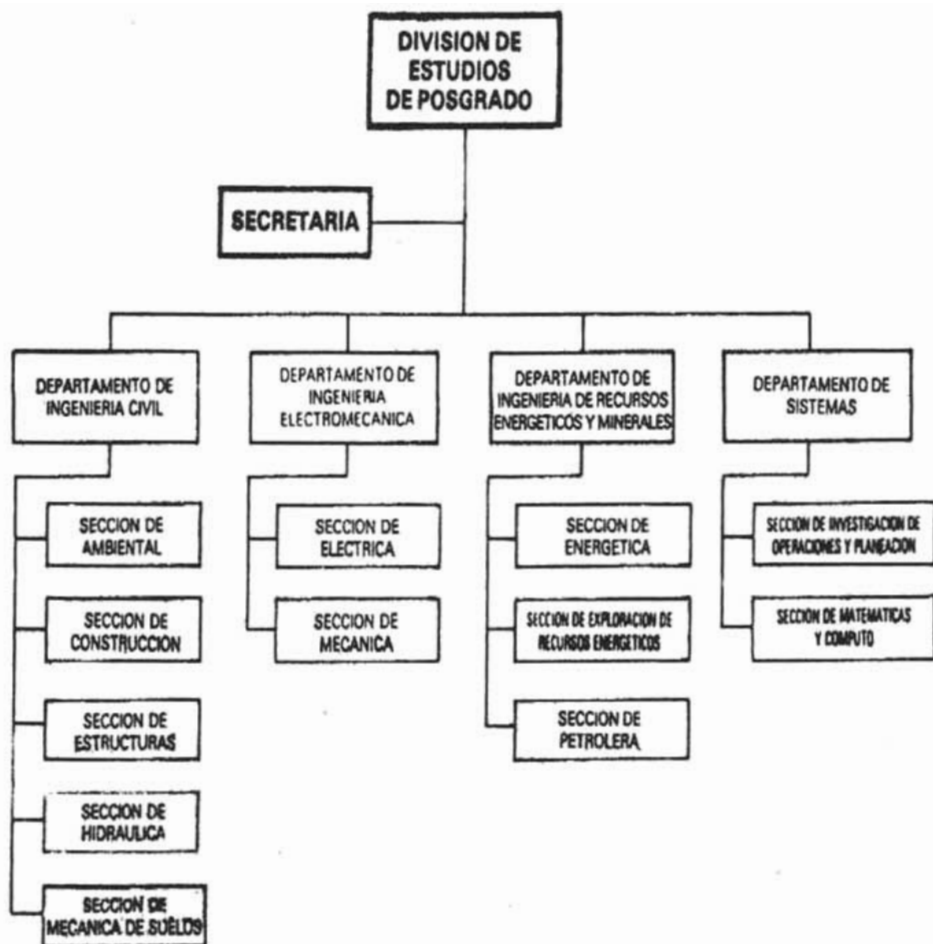 DIVISION DE
ESTUDIOS
DE POSGRADO
SECRETARIA
DEPARTAMENTO DE
INGENIERIA CIVIL
SECCION DE
AMBIENTAL
SECCION DE
CONSTRUCCION
SECCION DE
ESTRUCTURAS
SECCION DE
HIDRAULICA
SECCION DE
MECANICA DE SUELOS
DEPARTAMENTO DE
INGENIERIA
ELECTROMECANICA
SECCION DE
ELECTRICA
SECCION DE
MECANICA
DEPARTAMENTO DE
INGENIERIA DE RECURSOS
ENERGETICOS Y MINERALES
SECCION DE
ENERGETICA
SECCION DE EXPLORACION DE
RECURSOS ENERGETICOS
SECCION DE
PETROLERA
DEPARTAMENTO DE
SISTEMAS
SECCION DE INVESTIGACION DE
OPERACIONES Y PLANEACION
SECCION DE MATEMATICAS
Y COMPUTO